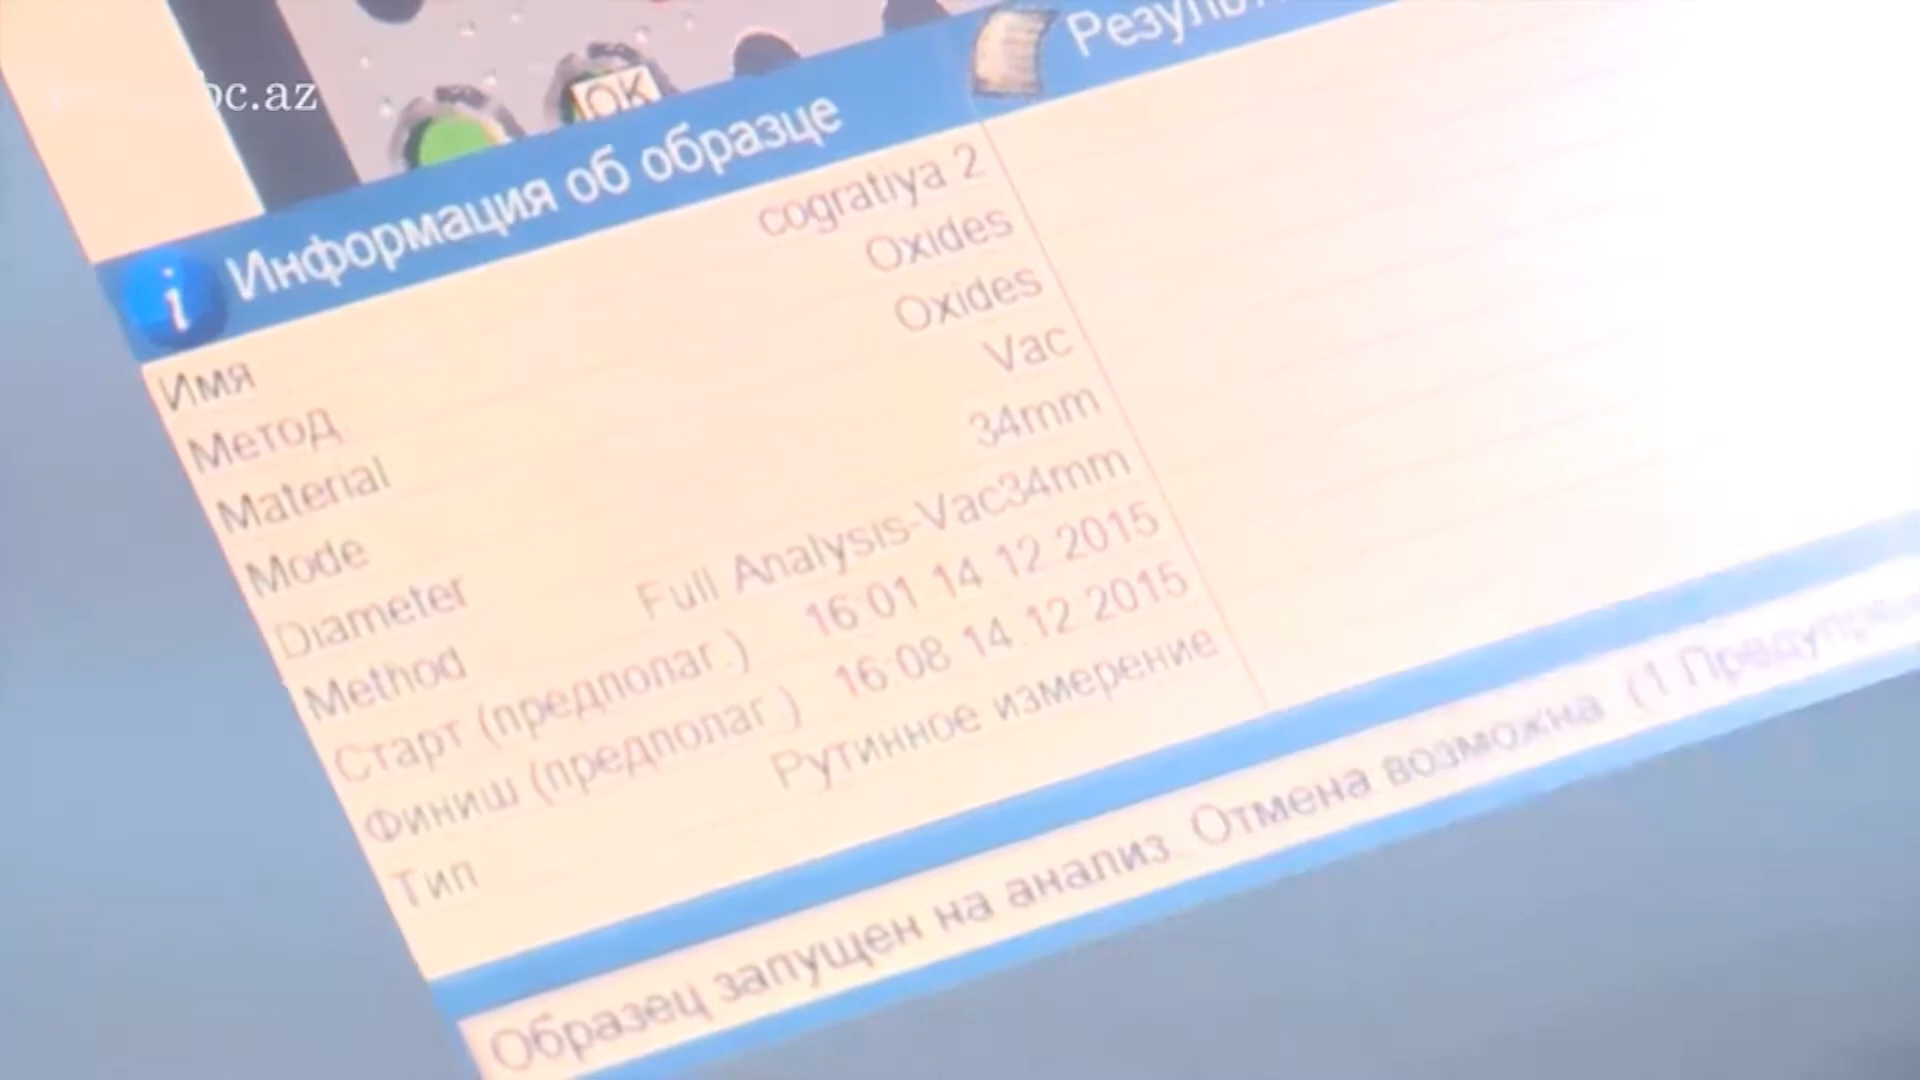 bc.az
OK
Информация об образце
Имя cogratiya 2
Метод Oxides
Material Oxides
Mode Vac
Diameter 34mm
Method Full Analysis-Vac34mm
Старт (предполаг.) 16:01 14.12.2015
Финиш (предполаг.) 16:08 14.12.2015
Тип Рутинное измерение
Образец запущен на анализ. Отмена возможна (1